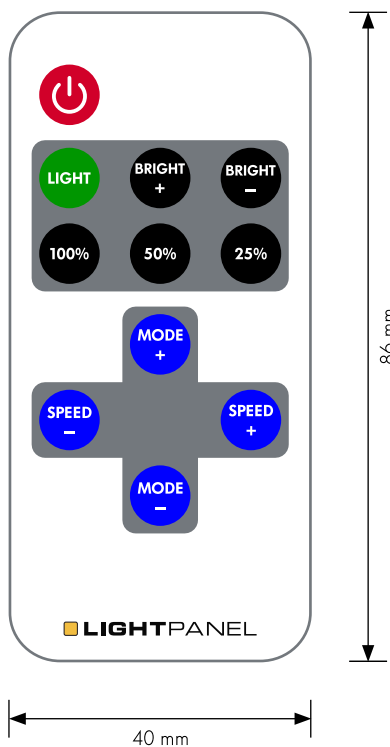 LIGHT
BRIGHT
+
BRIGHT
–
100%
50%
25%
MODE
+
SPEED
–
SPEED
+
MODE
–
LIGHTPANEL
86 mm
40 mm